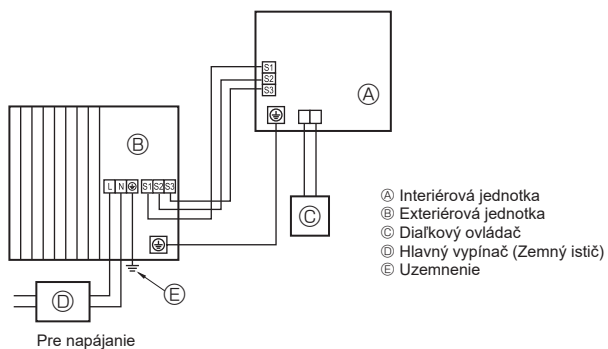 S1
S2
S3
Ⓐ
Ⓑ
L N S1 S2 S3
Ⓒ
Ⓓ
Ⓔ
Pre napájanie
Ⓐ Interiérová jednotka
Ⓑ Exteriérová jednotka
Ⓒ Diaľkový ovládač
Ⓓ Hlavný vypínač (Zemný istič)
Ⓔ Uzemnenie